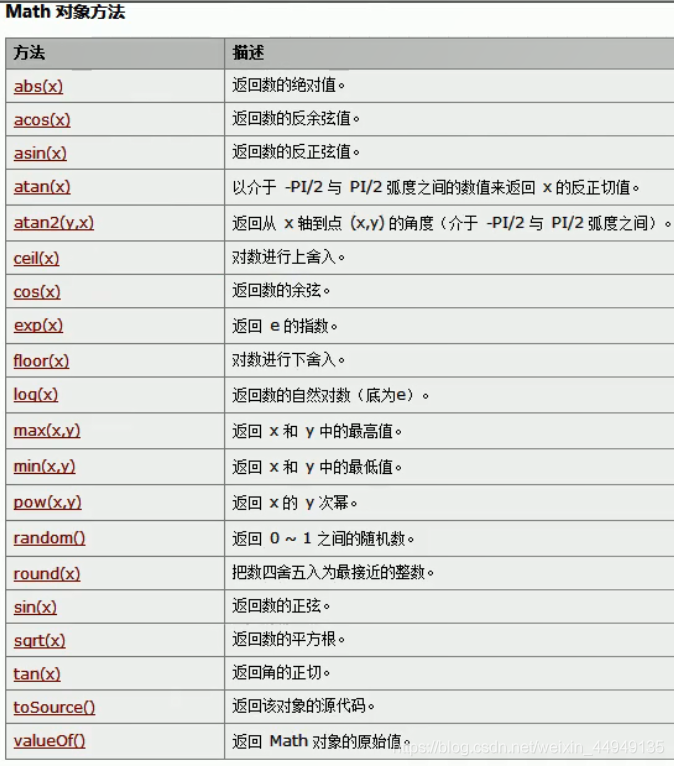 Math 对象方法
方法 描述
abs(x) 返回数的绝对值。
acos(x) 返回数的反余弦值。
asin(x) 返回数的反正弦值。
atan(x) 以介于 -PI/2 与 PI/2 弧度之间的数值来返回 x 的反正切值。
atan2(y,x) 返回从 x 轴到点 (x,y) 的角度（介于 -PI/2 与 PI/2 弧度之间）。
ceil(x) 对数进行上舍入。
cos(x) 返回数的余弦。
exp(x) 返回 e 的指数。
floor(x) 对数进行下舍入。
log(x) 返回数的自然对数（底为e）。
max(x,y) 返回 x 和 y 中的最高值。
min(x,y) 返回 x 和 y 中的最低值。
pow(x,y) 返回 x 的 y 次幂。
random() 返回 0 ~ 1 之间的随机数。
round(x) 把数四舍五入为最接近的整数。
sin(x) 返回数的正弦。
sqrt(x) 返回数的平方根。
tan(x) 返回角的正切。
toSource() 返回该对象的源代码。
valueOf() 返回 Math 对象的原始值。
https://blog.csdn.net/weixin_44949135